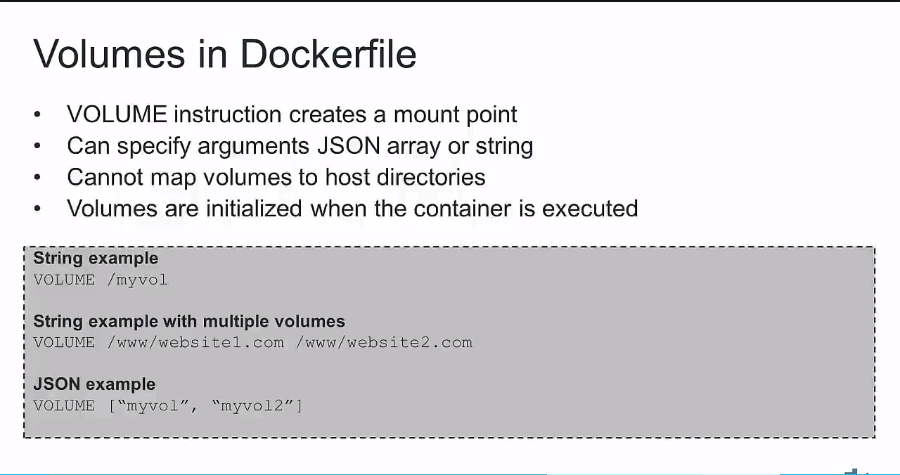 Volumes in Dockerfile
• VOLUME instruction creates a mount point
• Can specify arguments JSON array or string
• Cannot map volumes to host directories
• Volumes are initialized when the container is executed
String example
VOLUME /myvol
String example with multiple volumes
VOLUME /www/website1.com /www/website2.com
JSON example
VOLUME [“myvol”, “myvol2”]